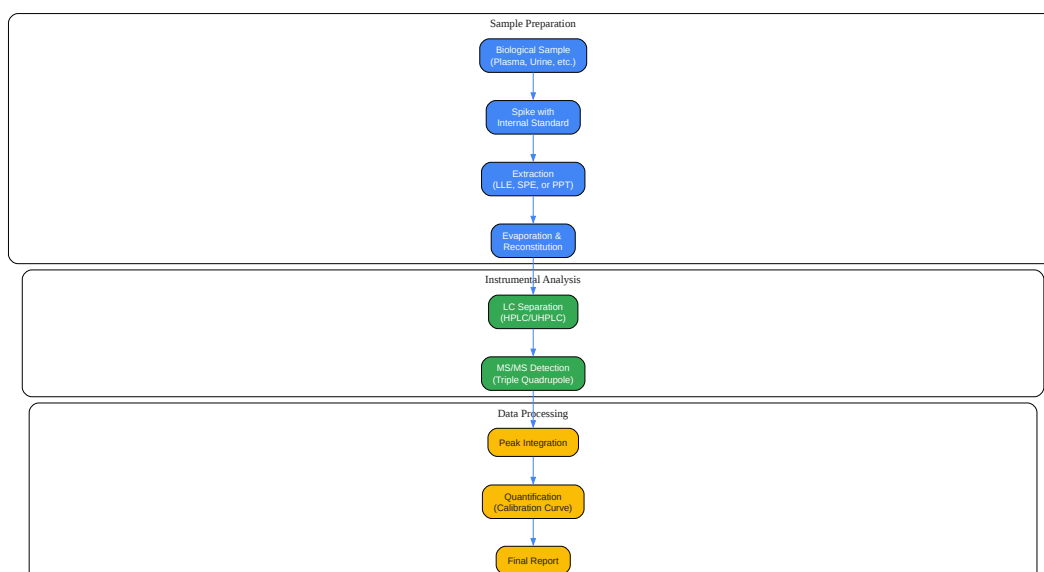 Sample Preparation
Biological Sample
(Plasma, Urine, etc.)
Spike with
Internal Standard
Extraction
(LLE, SPE, or PPT)
Evaporation &
Reconstitution
Instrumental Analysis
LC Separation
(HPLC/UHPLC)
MS/MS Detection
(Triple Quadrupole)
Data Processing
Peak Integration
Quantification
(Calibration Curve)
Final Report